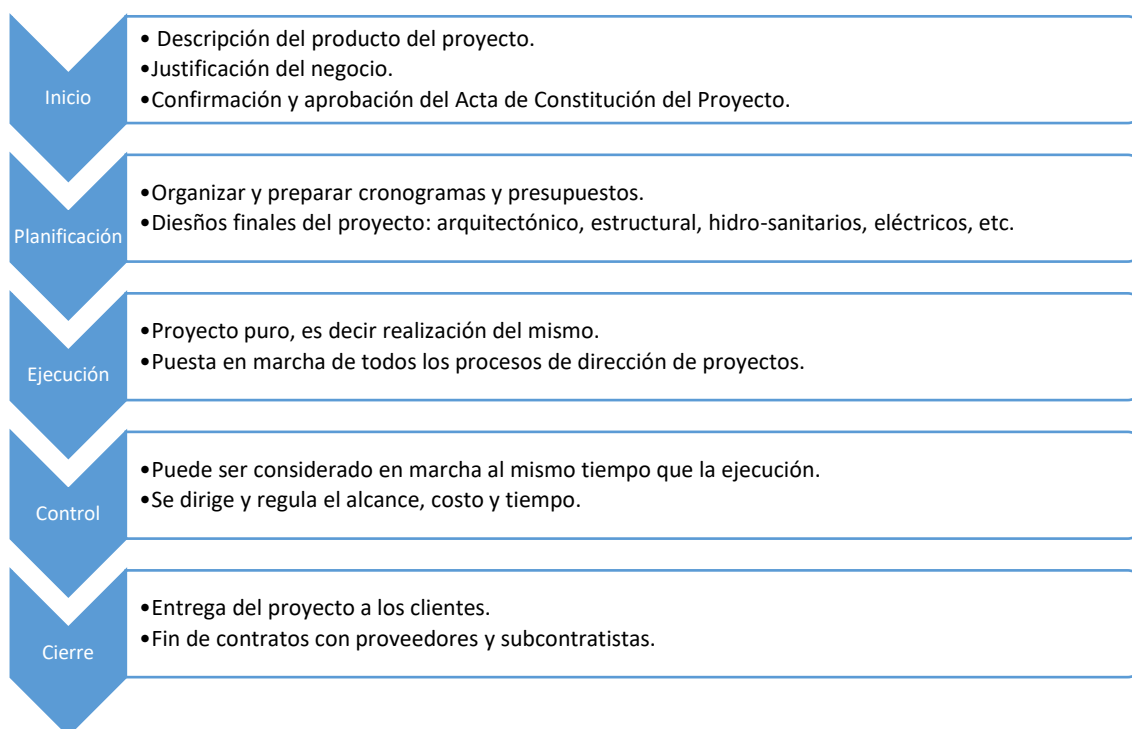 Inicio
• Descripción del producto del proyecto.
•Justificación del negocio.
•Confirmación y aprobación del Acta de Constitución del Proyecto.
Planificación
•Organizar y preparar cronogramas y presupuestos.
•Diesños finales del proyecto: arquitectónico, estructural, hidro-sanitarios, eléctricos, etc.
Ejecución
•Proyecto puro, es decir realización del mismo.
•Puesta en marcha de todos los procesos de dirección de proyectos.
Control
•Puede ser considerado en marcha al mismo tiempo que la ejecución.
•Se dirige y regula el alcance, costo y tiempo.
Cierre
•Entrega del proyecto a los clientes.
•Fin de contratos con proveedores y subcontratistas.